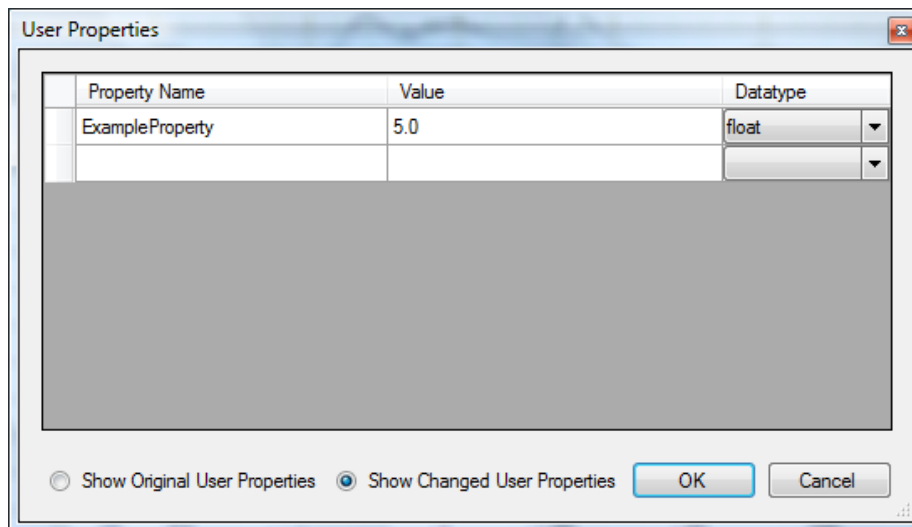 User Properties
Property Name Value Datatype
ExampleProperty 5.0 float
Show Original User Properties Show Changed User Properties OK Cancel